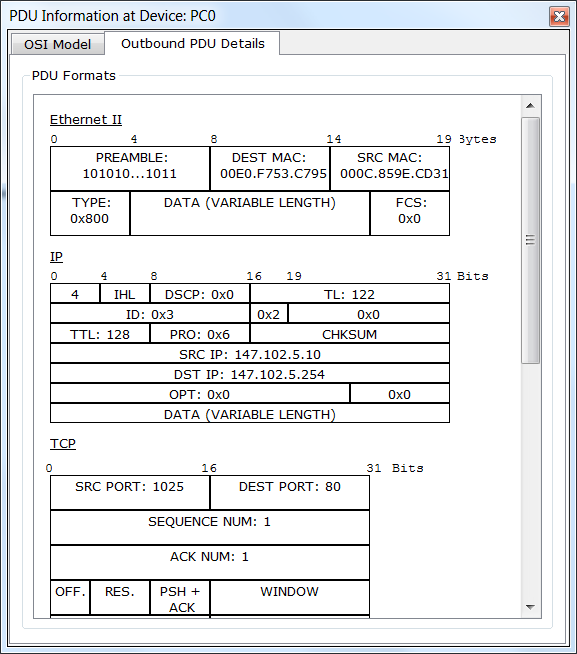 PDU Information at Device: PC0
OSI Model Outbound PDU Details
PDU Formats
Ethernet II
0 4 8 14 19 Bytes
PREAMBLE: DEST MAC: SRC MAC:
101010...1011 00E0.F753.C795 000C.859E.CD31
TYPE: DATA (VARIABLE LENGTH) FCS:
0x800 0x0
IP
0 4 8 16 19 31 Bits
4 IHL DSCP: 0x0 TL: 122
ID: 0x3 0x2 0x0
TTL: 128 PRO: 0x6 CHKSUM
SRC IP: 147.102.5.10
DST IP: 147.102.5.254
OPT: 0x0 0x0
DATA (VARIABLE LENGTH)
TCP
0 16 31 Bits
SRC PORT: 1025 DEST PORT: 80
SEQUENCE NUM: 1
ACK NUM: 1
OFF. RES. PSH + WINDOW
ACK